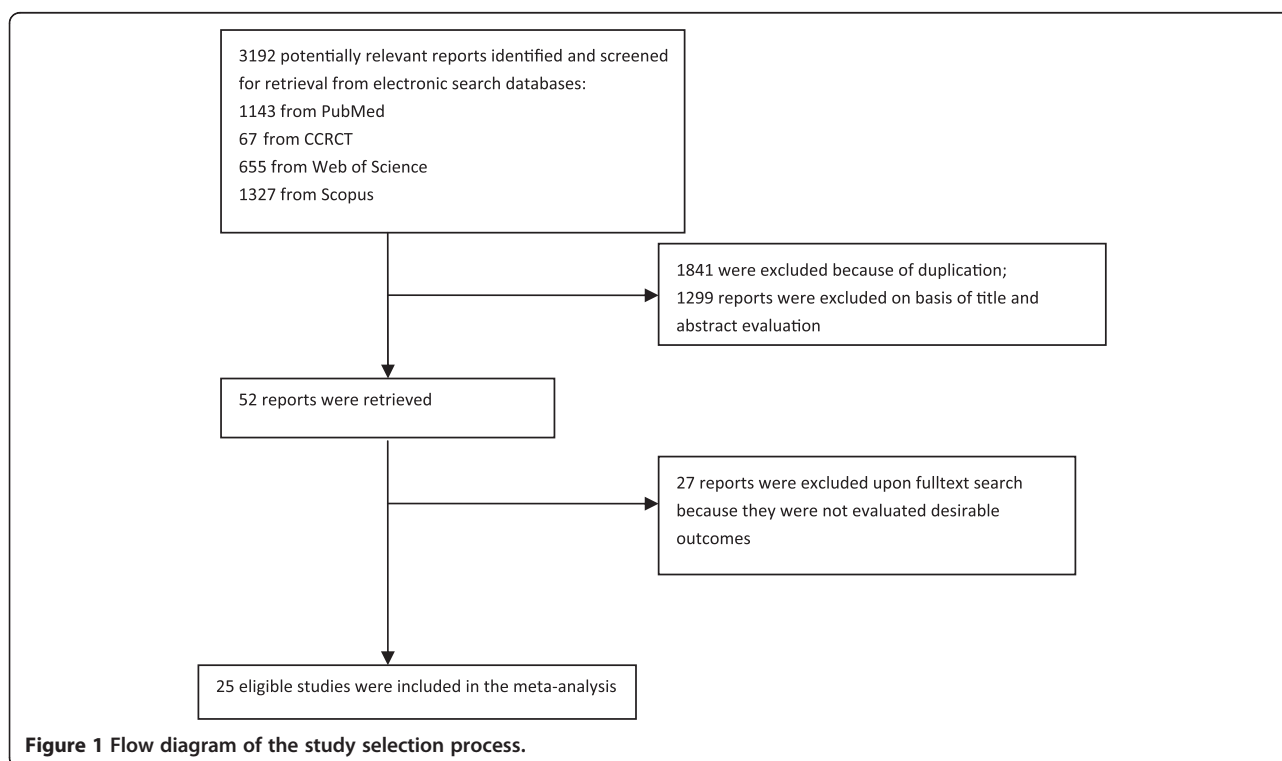 3192 potentially relevant reports identified and screened
for retrieval from electronic search databases:
1143 from PubMed
67 from CCRCT
655 from Web of Science
1327 from Scopus
1841 were excluded because of duplication;
1299 reports were excluded on basis of title and
abstract evaluation
52 reports were retrieved
27 reports were excluded upon fulltext search
because they were not evaluated desirable
outcomes
25 eligible studies were included in the meta-analysis
Figure 1 Flow diagram of the study selection process.